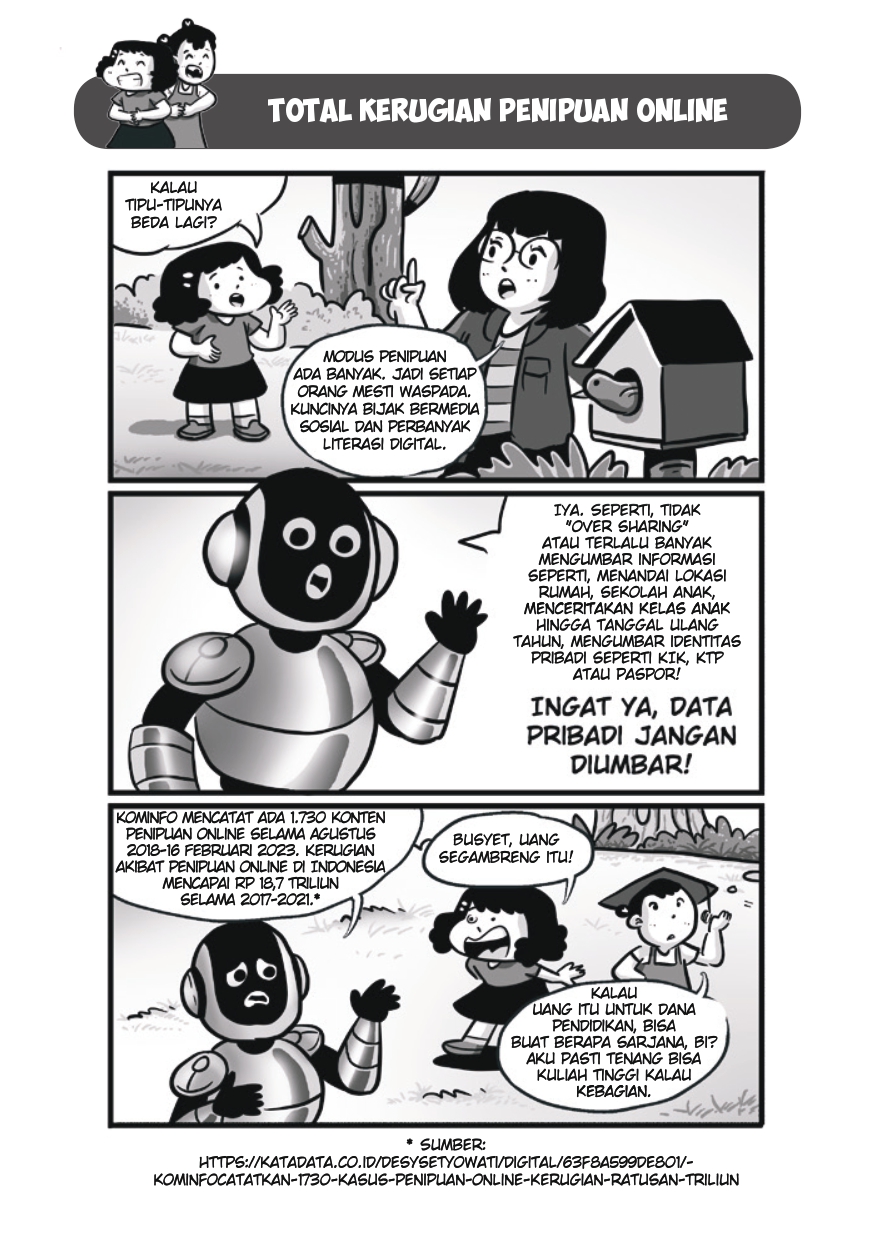 TOTAL KERUGIAN PENIPUAN ONLINE
KALAU
TIPU-TIPUNYA
BEDA LAGI?
MODUS PENIPUAN
ADA BANYAK. JADI SETIAP
ORANG MESTI WASPADA.
KUNCINYA BIJAK BERMEDIA
SOSIAL DAN PERBANYAK
LITERASI DIGITAL.
IYA. SEPERTI, TIDAK
"OVER SHARING"
ATAU TERLALU BANYAK
MENGUMBAR INFORMASI
SEPERTI, MENANDAI LOKASI
RUMAH, SEKOLAH ANAK,
MENCERITAKAN KELAS ANAK
HINGGA TANGGAL ULANG
TAHUN, MENGUMBAR IDENTITAS
PRIBADI SEPERTI KIK, KTP
ATAU PASPOR!
INGAT YA, DATA
PRIBADI JANGAN
DIUMBAR!
KOMINFO MENCATAT ADA 1.730 KONTEN
PENIPUAN ONLINE SELAMA AGUSTUS
2018-16 FEBRUARI 2023. KERUGIAN
AKIBAT PENIPUAN ONLINE DI INDONESIA
MENCAPAI RP 18,7 TRILIUN
SELAMA 2017-2021.*
BUSYET, UANG
SEGAMBRENG ITU!
KALAU
UANG ITU UNTUK DANA
PENDIDIKAN, BISA
BUAT BERAPA SARJANA, BI?
AKU PASTI TENANG BISA
KULIAH TINGGI KALAU
KEBAGIAN.
* SUMBER:
HTTPS://KATADATA.CO.ID/DESYSETYOWATI/DIGITAL/63F8A599DE801/-
KOMINFOCATATKAN-1730-KASUS-PENIPUAN-ONLINE-KERUGIAN-RATUSAN-TRILIUN